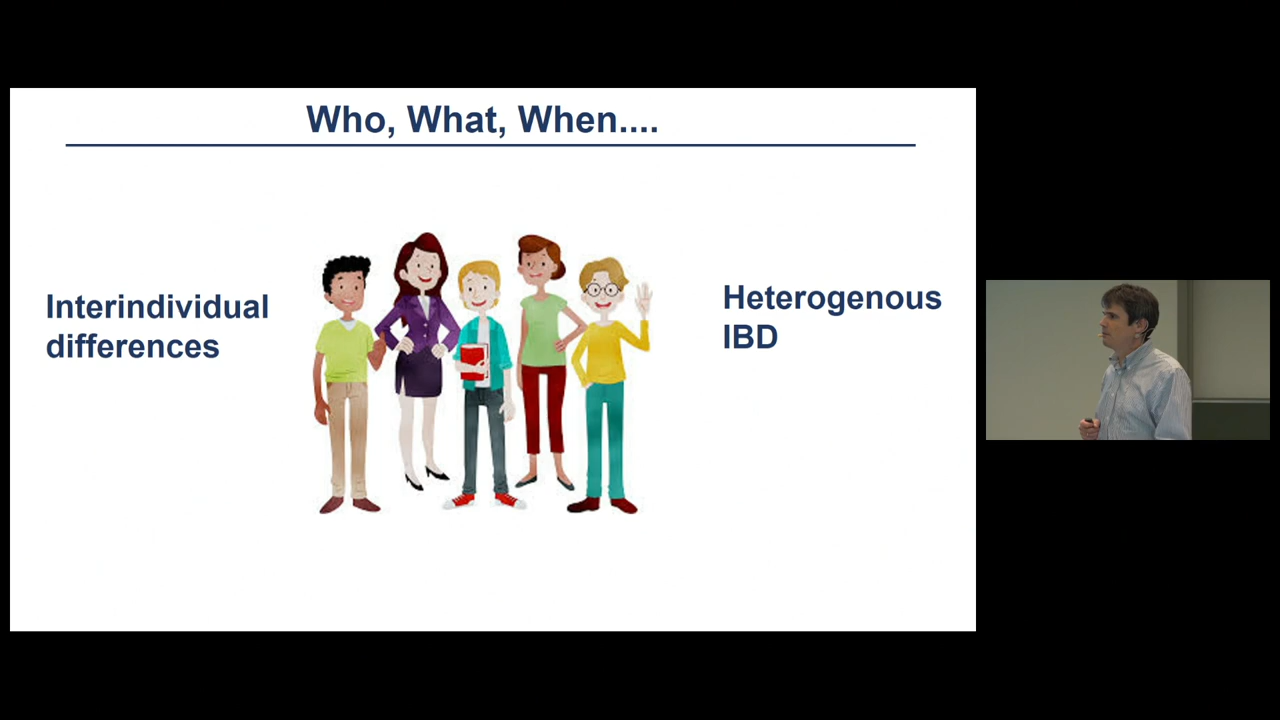 Who, What, When....
Interindividual
differences
Heterogenous
IBD